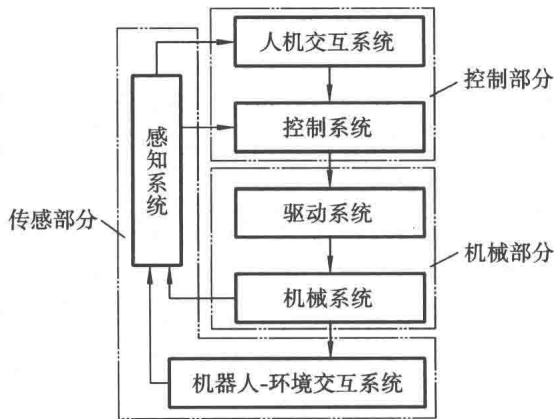 人机交互系统
控制部分
控制系统
感知系统
驱动系统
传感部分
机械部分
机械系统
机器人-环境交互系统